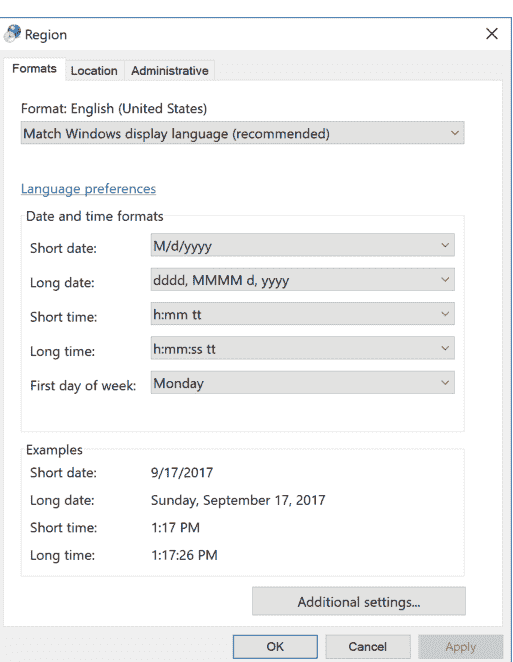 Region
Formats Location Administrative
Format: English (United States)
Match Windows display language (recommended)
Language preferences
Date and time formats
Short date: M/d/yyyy
Long date: dddd, MMMM d, yyyy
Short time: h:mm tt
Long time: h:mm:ss tt
First day of week: Monday
Examples
Short date: 9/17/2017
Long date: Sunday, September 17, 2017
Short time: 1:17 PM
Long time: 1:17:26 PM
Additional settings...
OK Cancel Apply